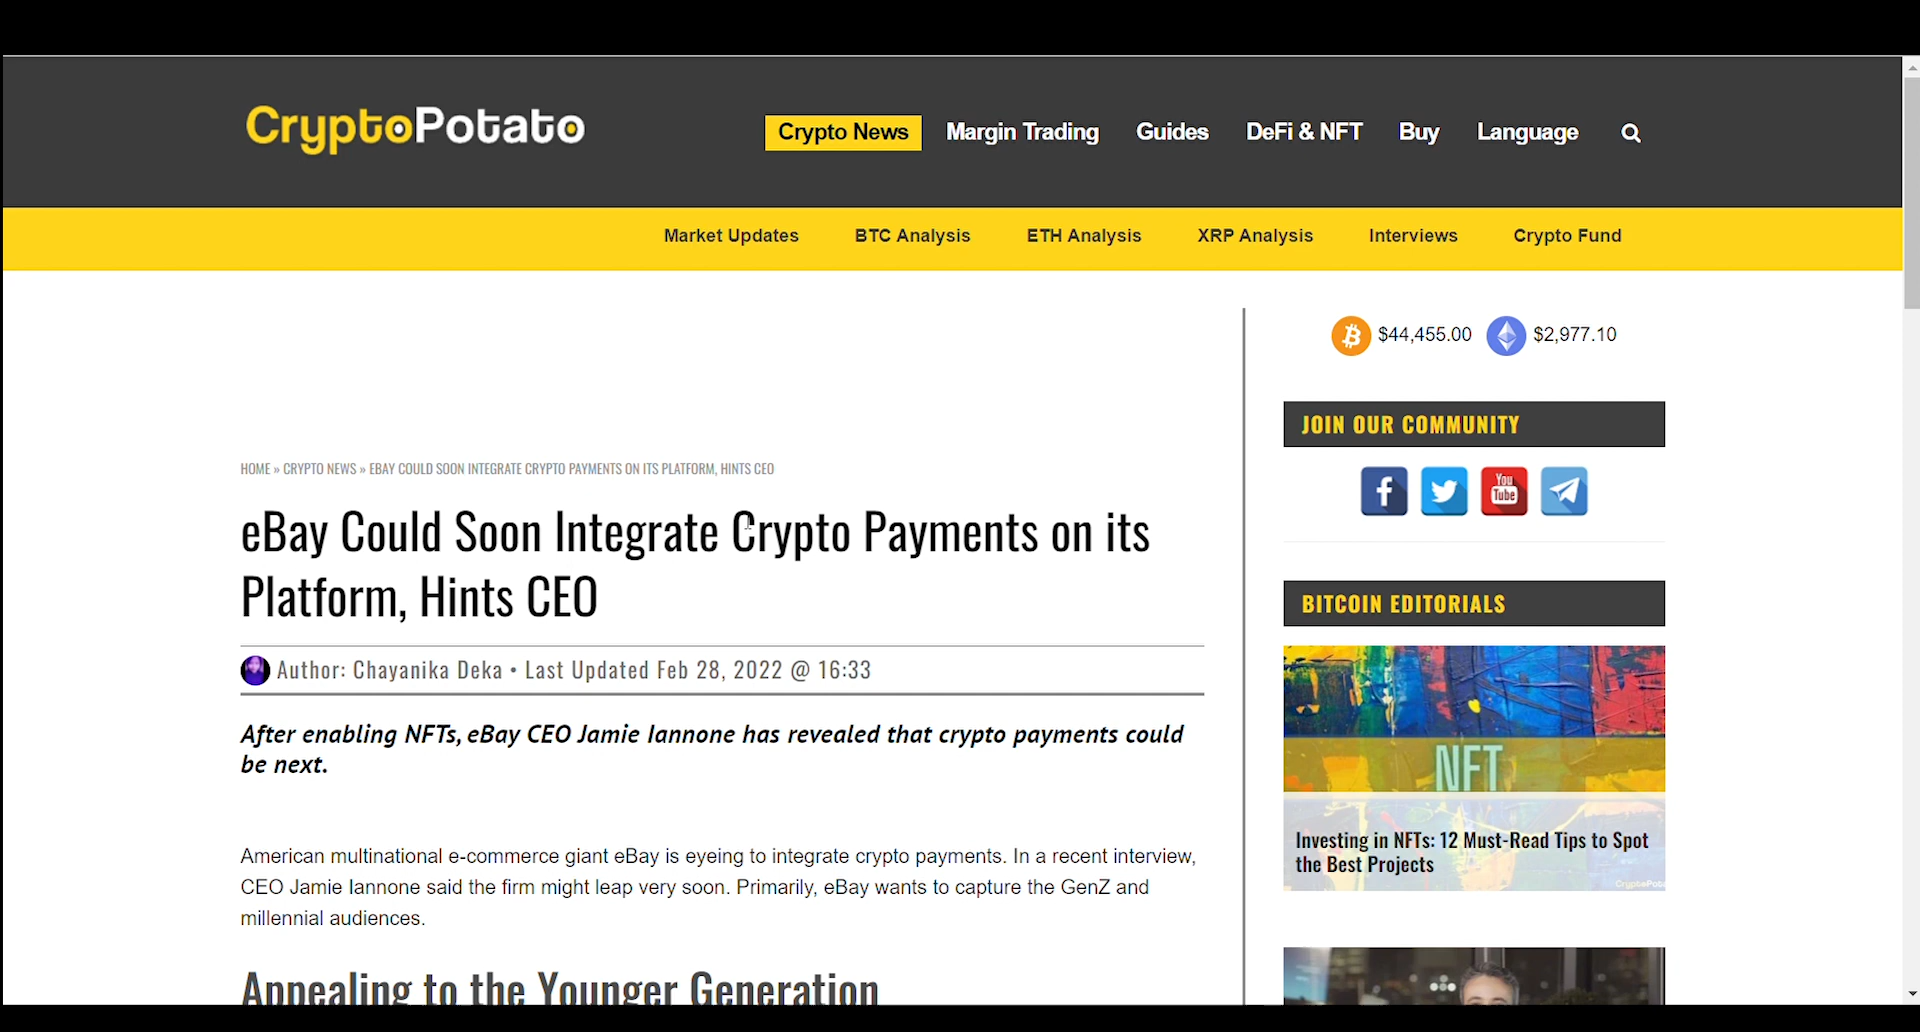 CryptoPotato
Crypto News Margin Trading Guides DeFi & NFT Buy Language
Market Updates BTC Analysis ETH Analysis XRP Analysis Interviews Crypto Fund
$44,455.00 $2,977.10
JOIN OUR COMMUNITY
You
Tube
HOME » CRYPTO NEWS » EBAY COULD SOON INTEGRATE CRYPTO PAYMENTS ON ITS PLATFORM, HINTS CEO
eBay Could Soon Integrate Crypto Payments on its
Platform, Hints CEO
Author: Chayanika Deka • Last Updated Feb 28, 2022 @ 16:33
After enabling NFTs, eBay CEO Jamie Iannone has revealed that crypto payments could
be next.
American multinational e-commerce giant eBay is eyeing to integrate crypto payments. In a recent interview,
CEO Jamie Iannone said the firm might leap very soon. Primarily, eBay wants to capture the GenZ and
millennial audiences.
Appealing to the Younger Generation
BITCOIN EDITORIALS
NFT
Investing in NFTs: 12 Must-Read Tips to Spot
the Best Projects